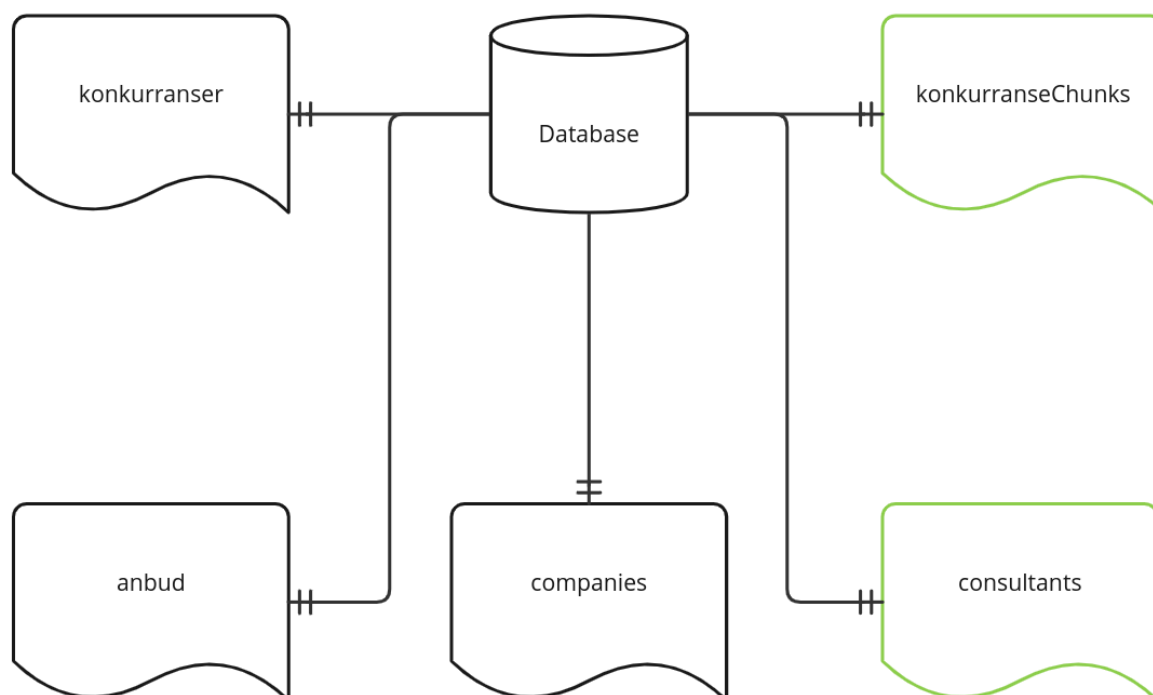 konkurranser
Database
konkurranseChunks
anbud
companies
consultants